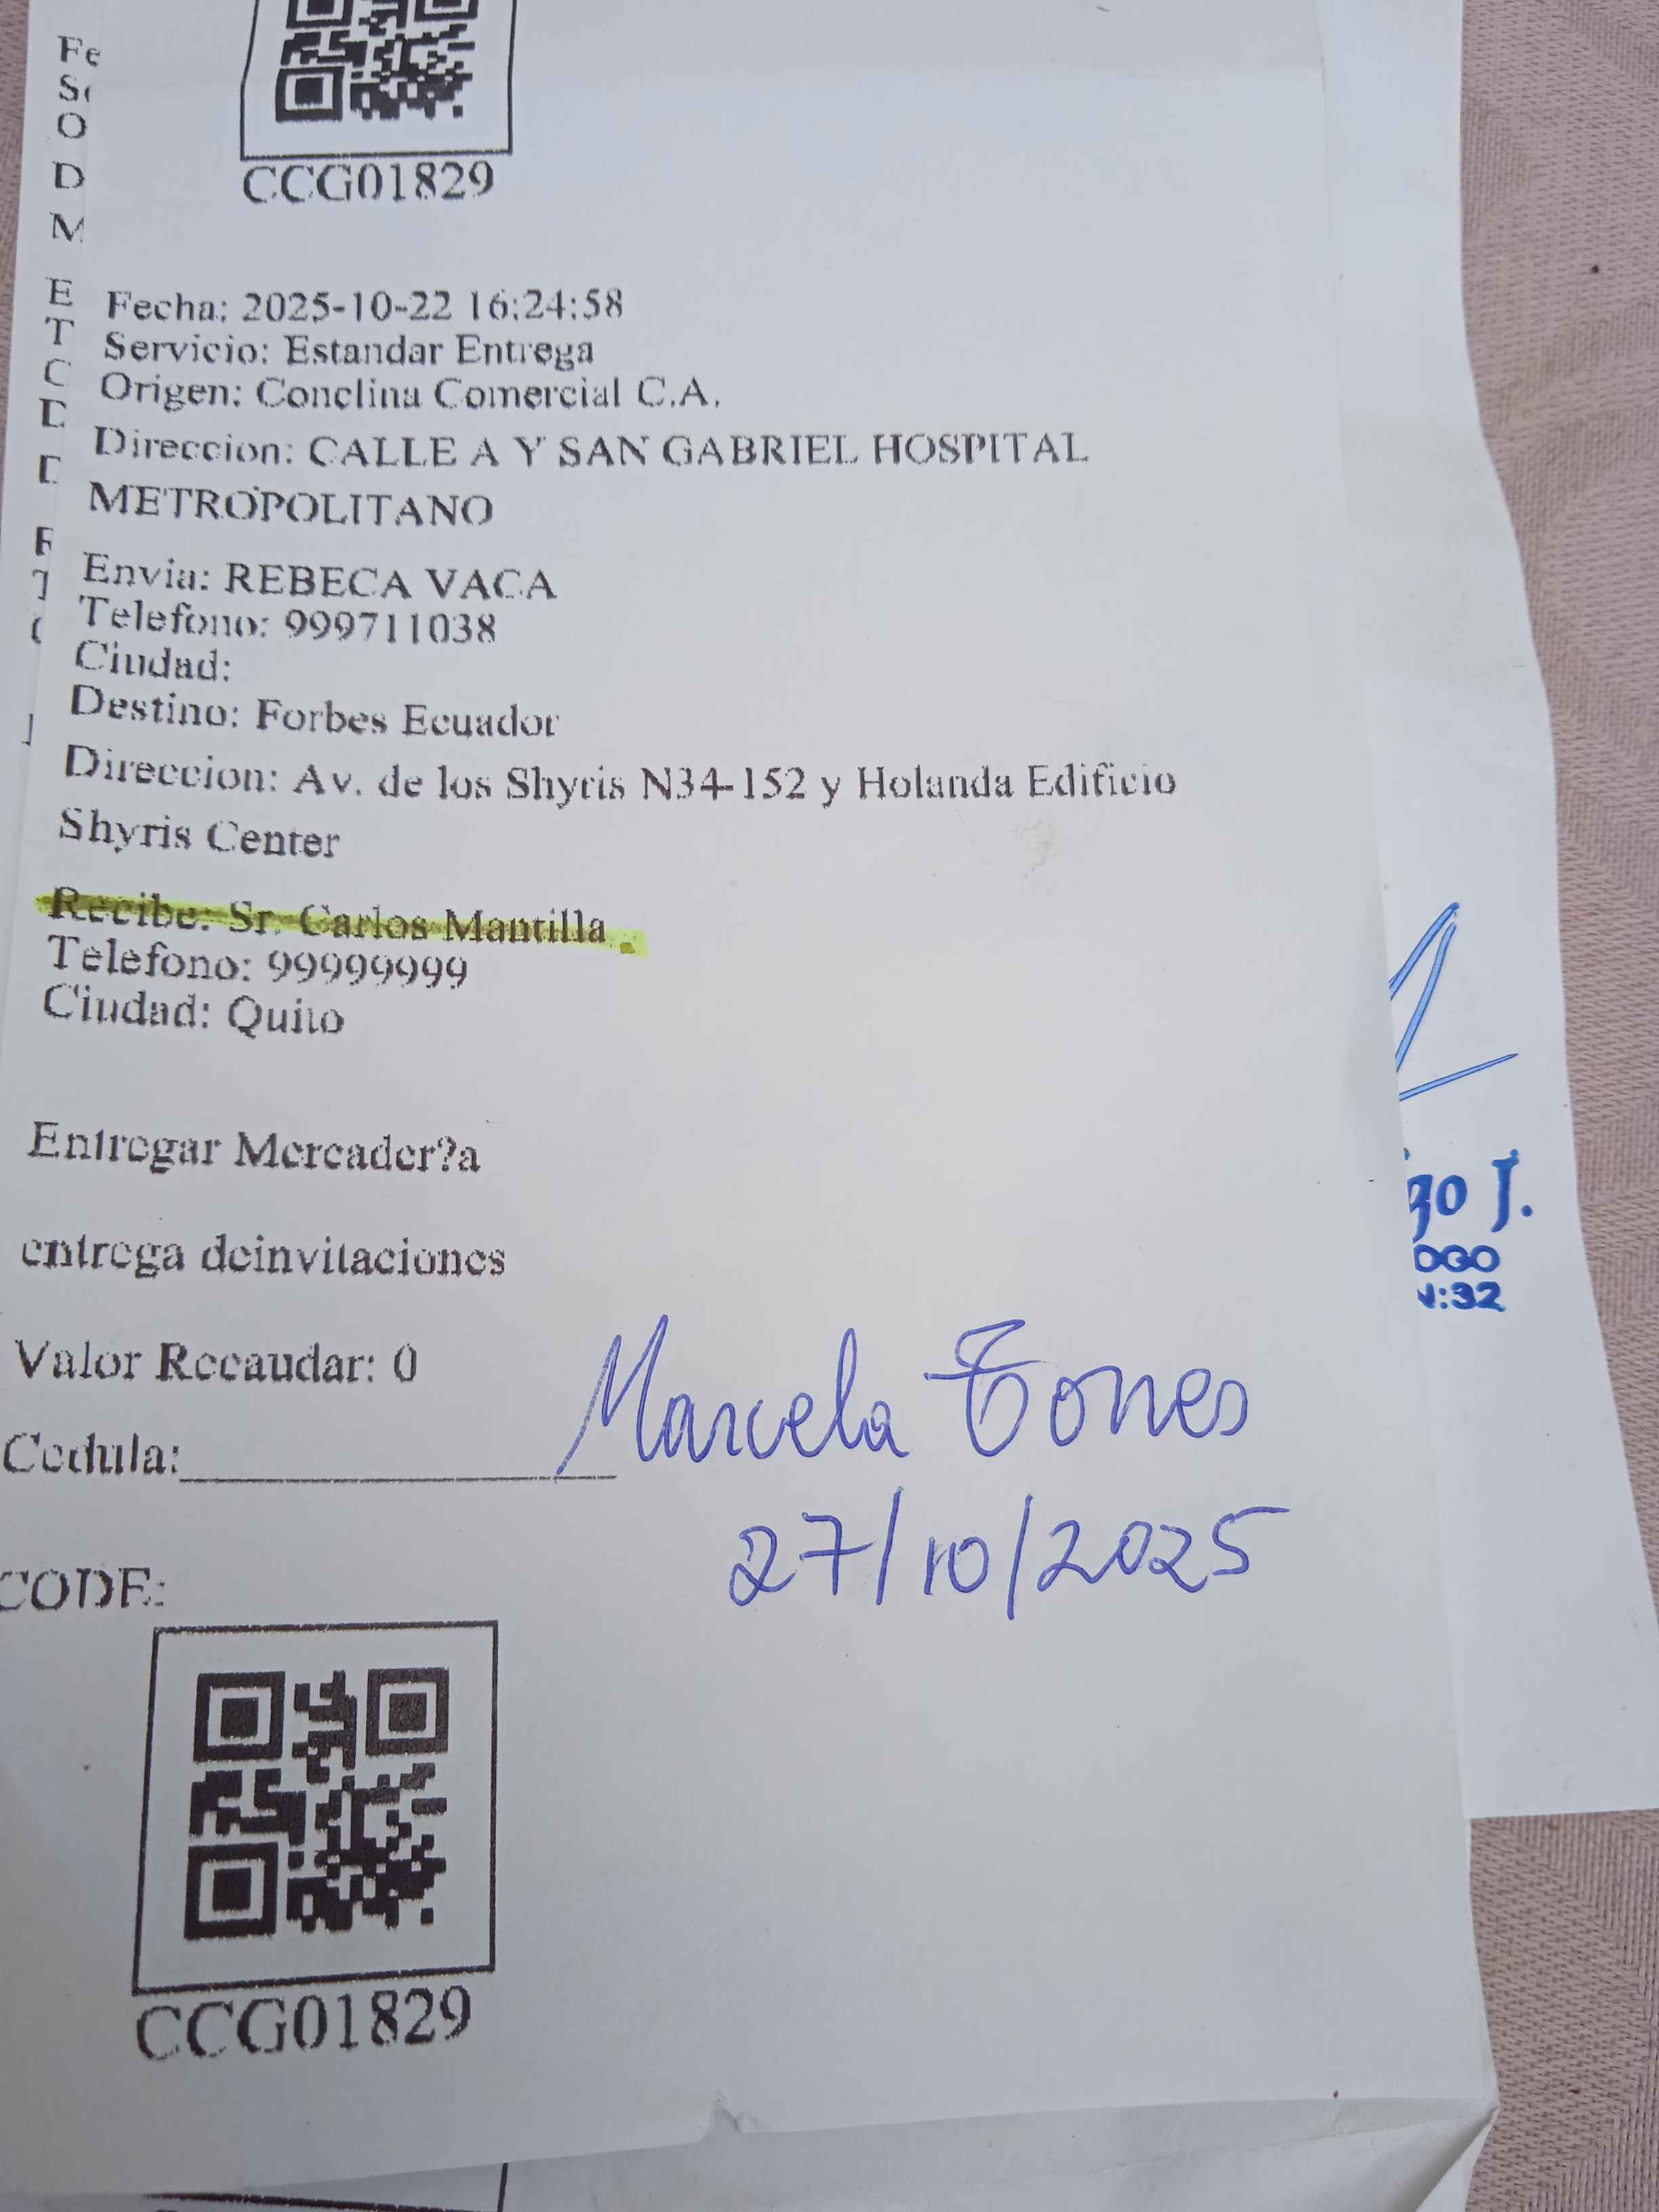 CCG01829
Fecha: 2025-10-22 16:24:58
Servicio: Estandar Entrega
Origen: Conclina Comercial C.A.
Direccion: CALLE A Y SAN GABRIEL HOSPITAL
METROPOLITANO
Envia: REBECA VACA
Telefono: 999711038
Ciudad:
Destino: Forbes Ecuador
Direccion: Av. de los Shyris N34-152 y Holanda Edificio
Shyris Center
Recibe: Sr. Carlos Mantilla
Telefono: 99999999
Ciudad: Quito
Entregar Mercader?a
entrega deinvitaciones
Valor Recaudar: 0
Cedula:
Marcela Torres
27/10/2025
CODE:
CCG01829
go J.
OGO
N:32